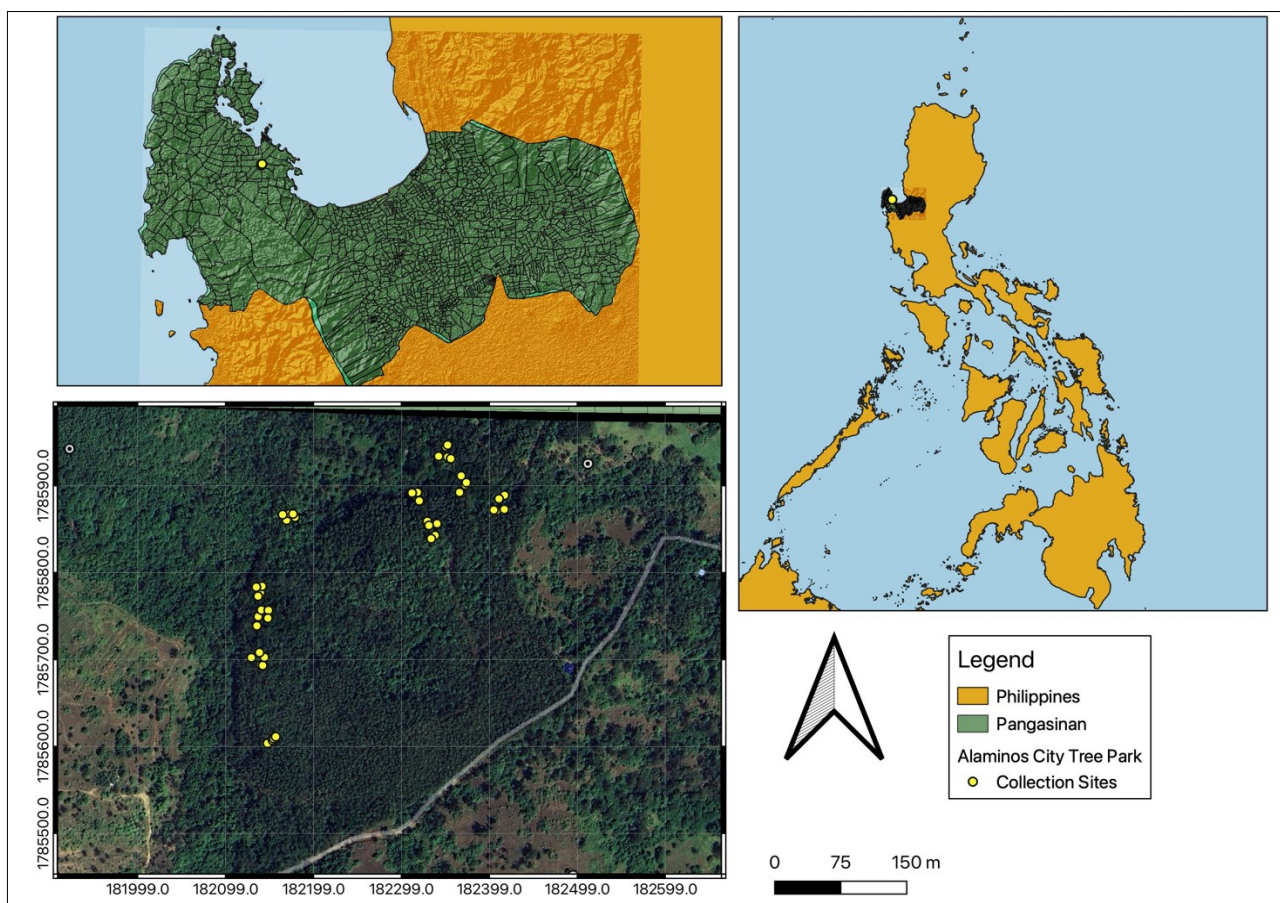 1785900.0
1785800.0
1785700.0
1785600.0
1785500.0
181999.0 182099.0 182199.0 182299.0 182399.0 182499.0 182599.0
Legend
Philippines
Pangasinan
Alaminos City Tree Park
Collection Sites
0 75 150 m